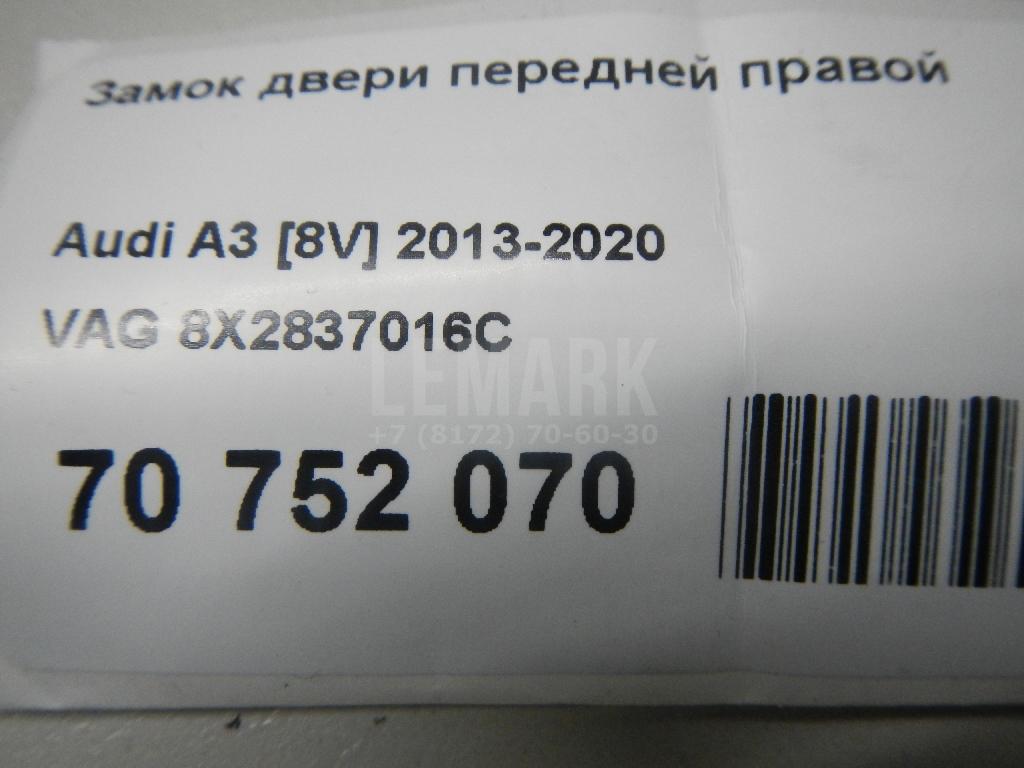 Замок двери передней правой
Audi A3 [8V] 2013-2020
VAG 8X2837016C
LEMARK
+7 (8172) 70-60-30
70 752 070